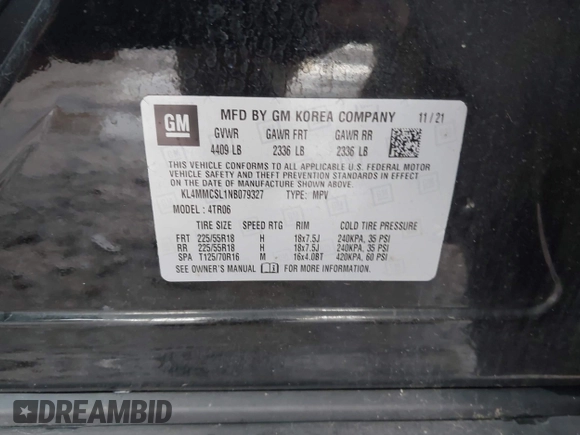 GM
MFD BY GM KOREA COMPANY 11/21
GVWR GAWR FRT GAWR RR
4409 LB 2336 LB 2336 LB
THIS VEHICLE CONFORMS TO ALL APPLICABLE U.S. FEDERAL MOTOR
VEHICLE SAFETY AND THEFT PREVENTION STANDARDS IN EFFECT ON THE
DATE OF MANUFACTURE SHOWN ABOVE.
KL4MMCSL1NB079327 TYPE: MPV
MODEL: 4TR06
TIRE SIZE SPEED RTG RIM COLD TIRE PRESSURE
FRT 225/55R18 H 18x7.5J 240KPA, 35 PSI
RR 225/55R18 H 18x7.5J 240KPA, 35 PSI
SPA T125/70R16 M 16x4.0BT 420KPA, 60 PSI
SEE OWNER'S MANUAL FOR MORE INFORMATION.
DREAMBID